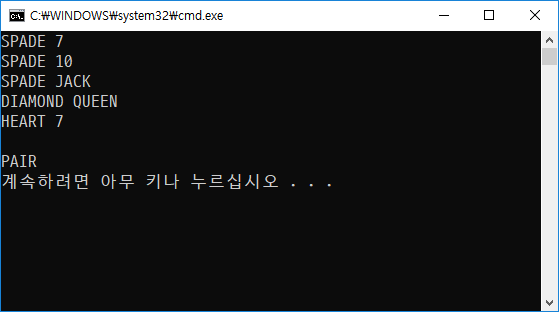 C:₩WINDOWS₩system32₩cmd.exe
SPADE 7
SPADE 10
SPADE JACK
DIAMOND QUEEN
HEART 7
PAIR
계속하려면 아무 키나 누르십시오 . . .